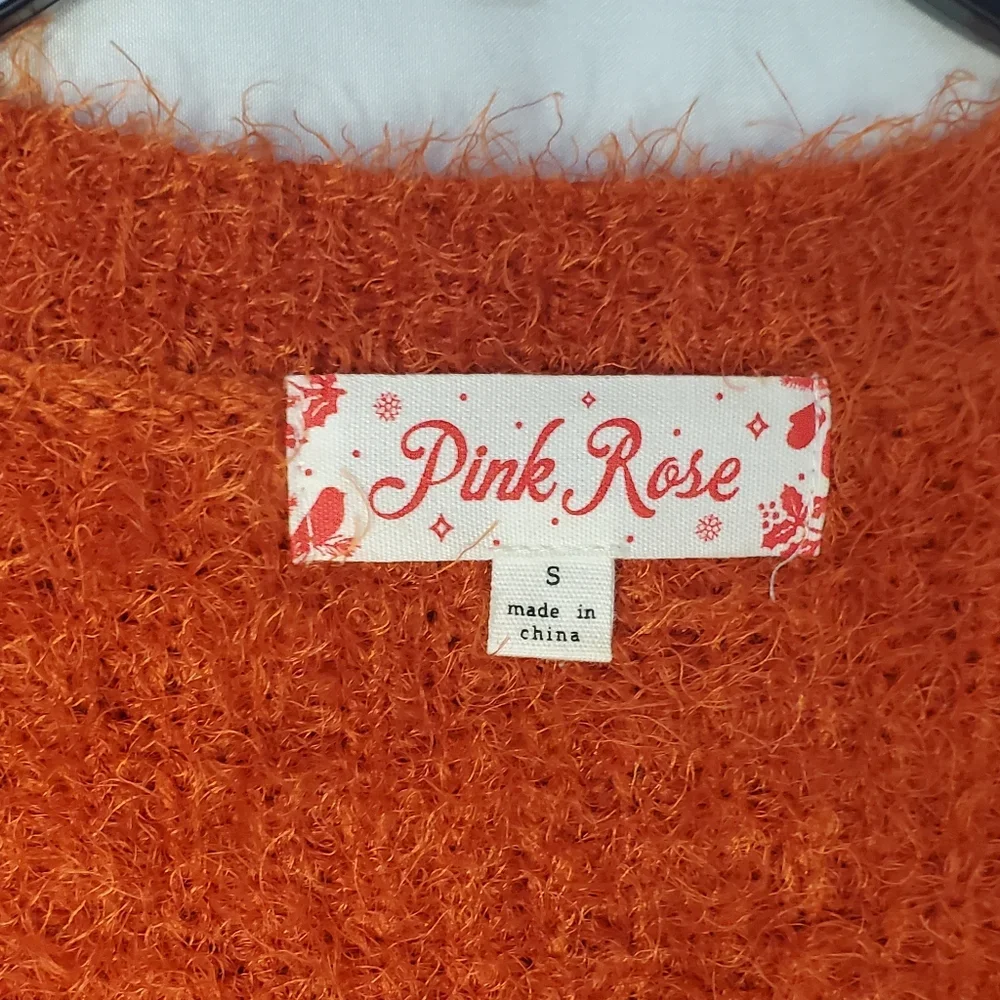 Pink Rose
S
made in
china